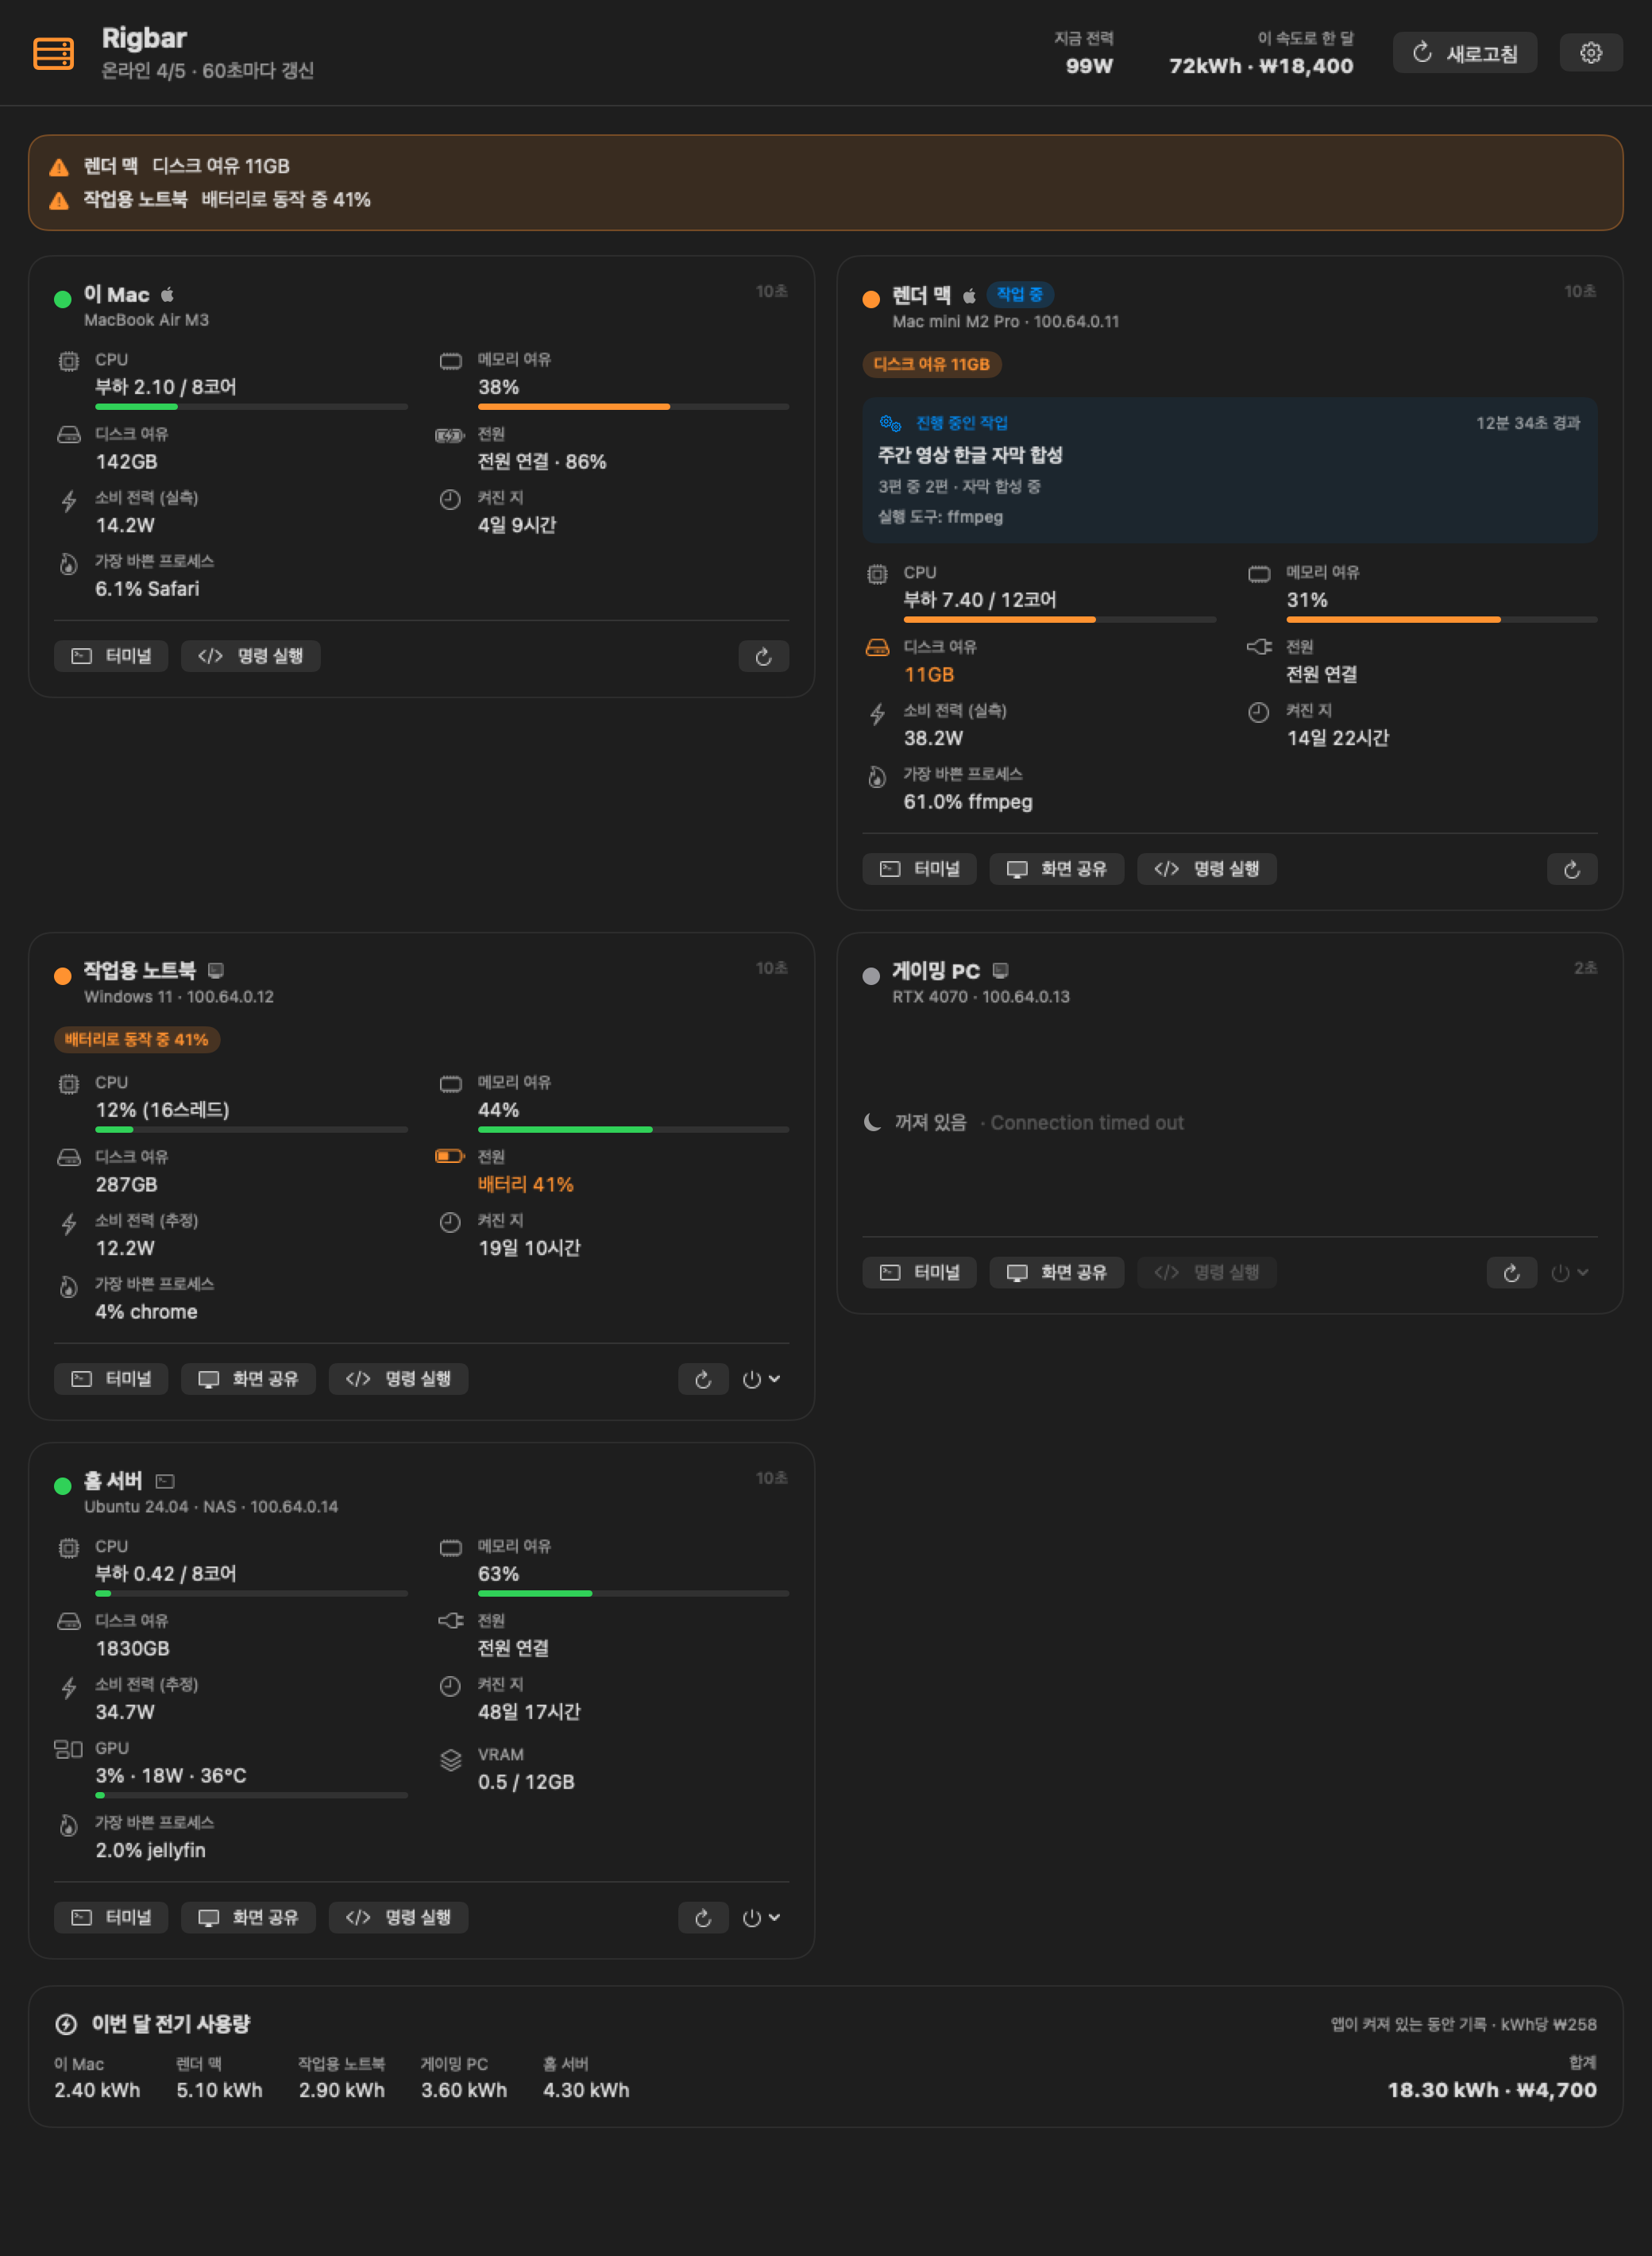 Rigbar
온라인 4/5 · 60초마다 갱신
지금 전력
99W
이 속도로 한 달
72kWh · ₩18,400
새로고침
렌더 맥 디스크 여유 11GB
작업용 노트북 배터리로 동작 중 41%
이 Mac
10초
MacBook Air M3
CPU
부하 2.10 / 8코어
메모리 여유
38%
디스크 여유
142GB
전원
전원 연결 · 86%
소비 전력 (실측)
14.2W
켜진 지
4일 9시간
가장 바쁜 프로세스
6.1% Safari
터미널
명령 실행
렌더 맥 작업 중
10초
Mac mini M2 Pro · 100.64.0.11
디스크 여유 11GB
진행 중인 작업
12분 34초 경과
주간 영상 한글 자막 합성
3편 중 2편 · 자막 합성 중
실행 도구: ffmpeg
CPU
부하 7.40 / 12코어
메모리 여유
31%
디스크 여유
11GB
전원
전원 연결
소비 전력 (실측)
38.2W
켜진 지
14일 22시간
가장 바쁜 프로세스
61.0% ffmpeg
터미널
화면 공유
명령 실행
작업용 노트북
10초
Windows 11 · 100.64.0.12
배터리로 동작 중 41%
CPU
12% (16스레드)
메모리 여유
44%
디스크 여유
287GB
전원
배터리 41%
소비 전력 (추정)
12.2W
켜진 지
19일 10시간
가장 바쁜 프로세스
4% chrome
터미널
화면 공유
명령 실행
게이밍 PC
2초
RTX 4070 · 100.64.0.13
꺼져 있음 · Connection timed out
터미널
화면 공유
명령 실행
홈 서버
10초
Ubuntu 24.04 · NAS · 100.64.0.14
CPU
부하 0.42 / 8코어
메모리 여유
63%
디스크 여유
1830GB
전원
전원 연결
소비 전력 (추정)
34.7W
켜진 지
48일 17시간
GPU
3% · 18W · 36°C
VRAM
0.5 / 12GB
가장 바쁜 프로세스
2.0% jellyfin
터미널
화면 공유
명령 실행
이번 달 전기 사용량
앱이 켜져 있는 동안 기록 · kWh당 ₩258
이 Mac
2.40 kWh
렌더 맥
5.10 kWh
작업용 노트북
2.90 kWh
게이밍 PC
3.60 kWh
홈 서버
4.30 kWh
합계
18.30 kWh · ₩4,700